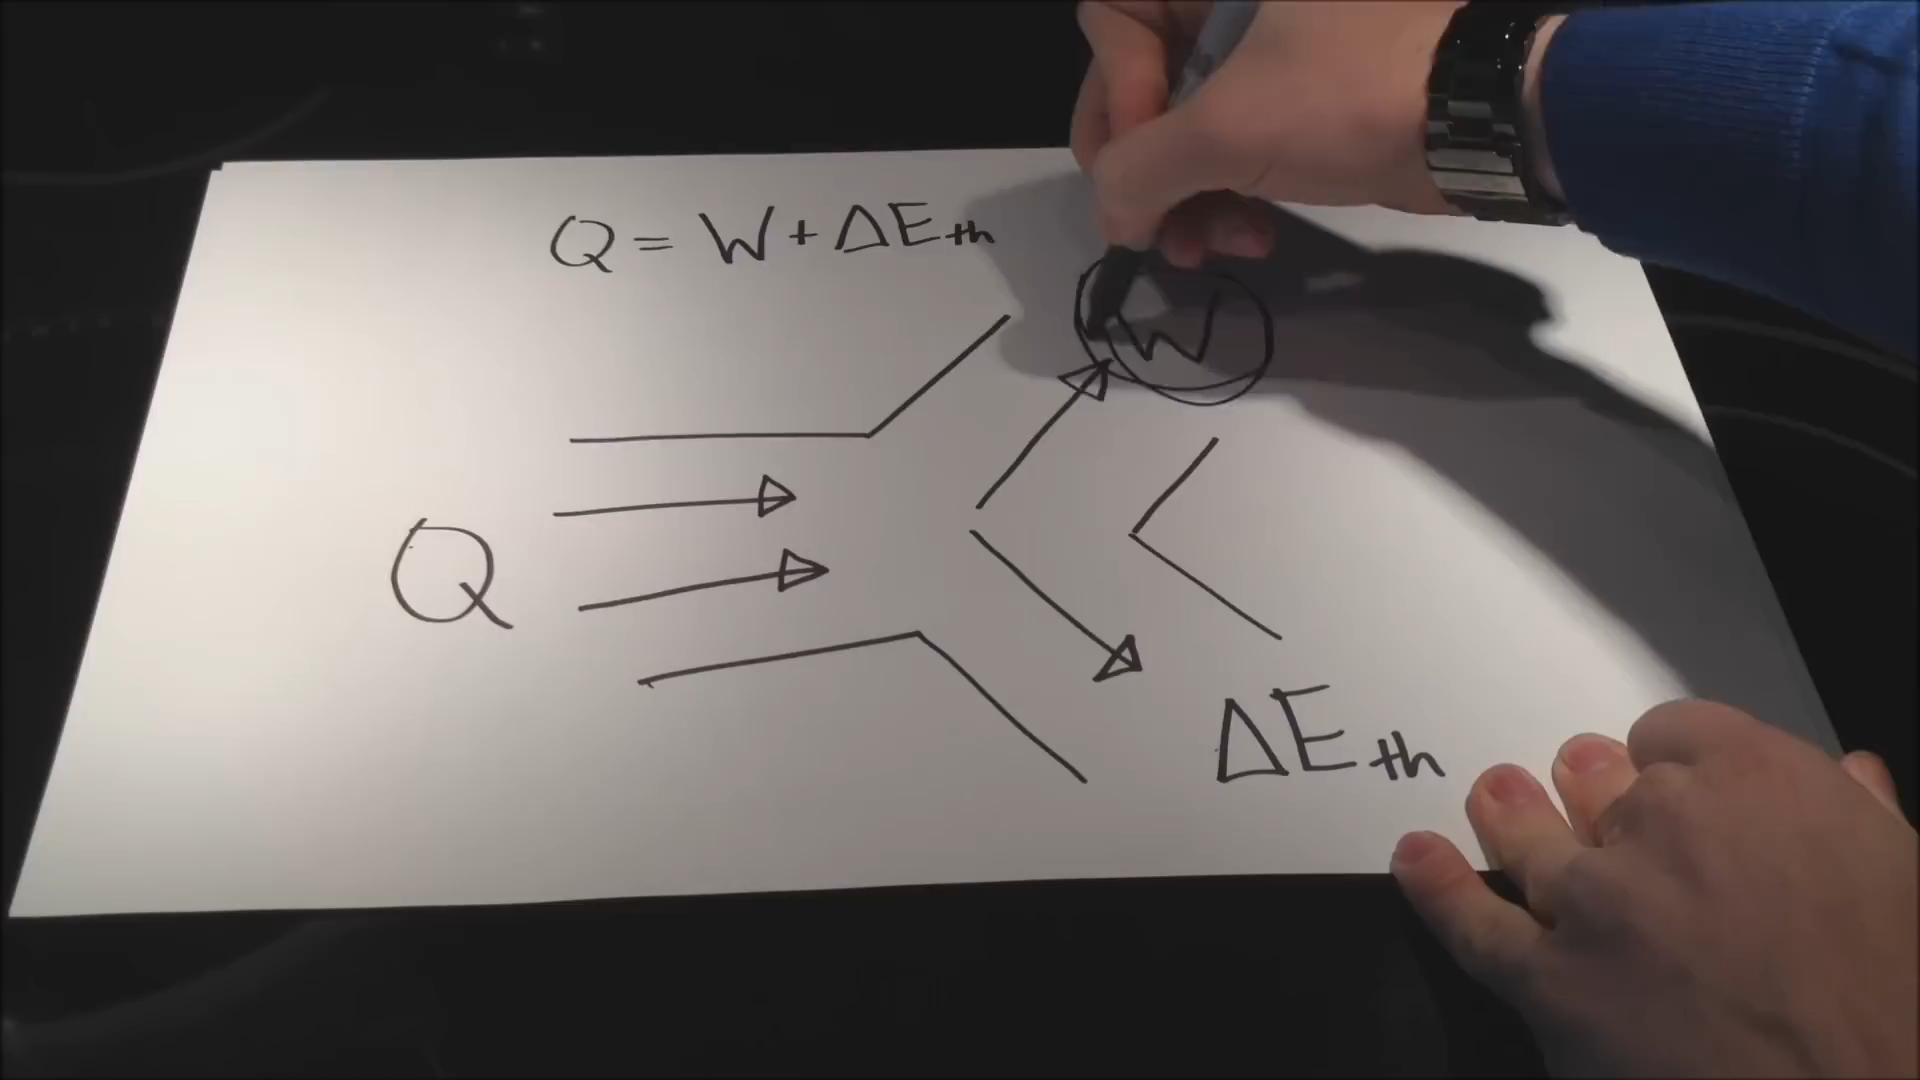 Q = W + ΔEth
W
Q
ΔEth